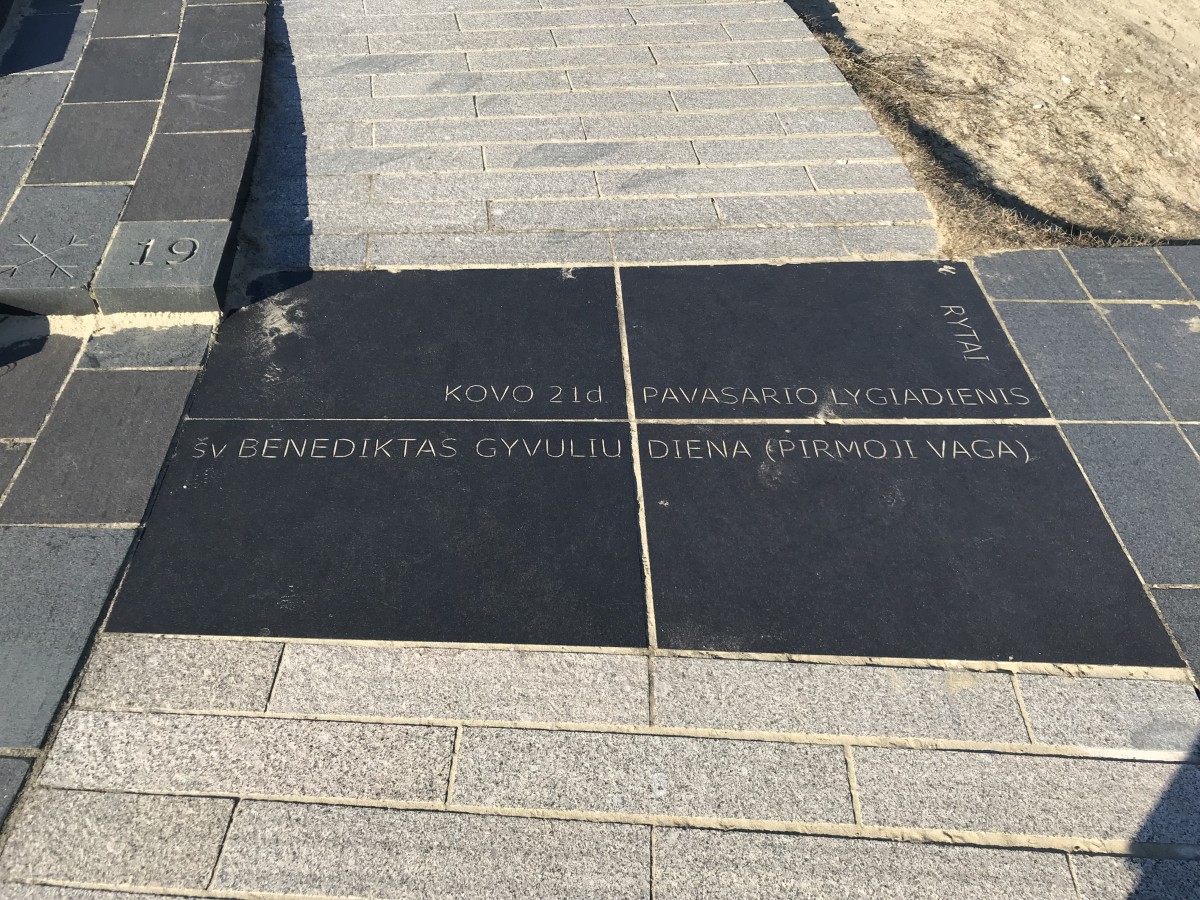 19
RYTAI
KOVO 21d. PAVASARIO LYGIADIENIS
šv BENEDIKTAS GYVULIU DIENA (PIRMOJI VAGA)